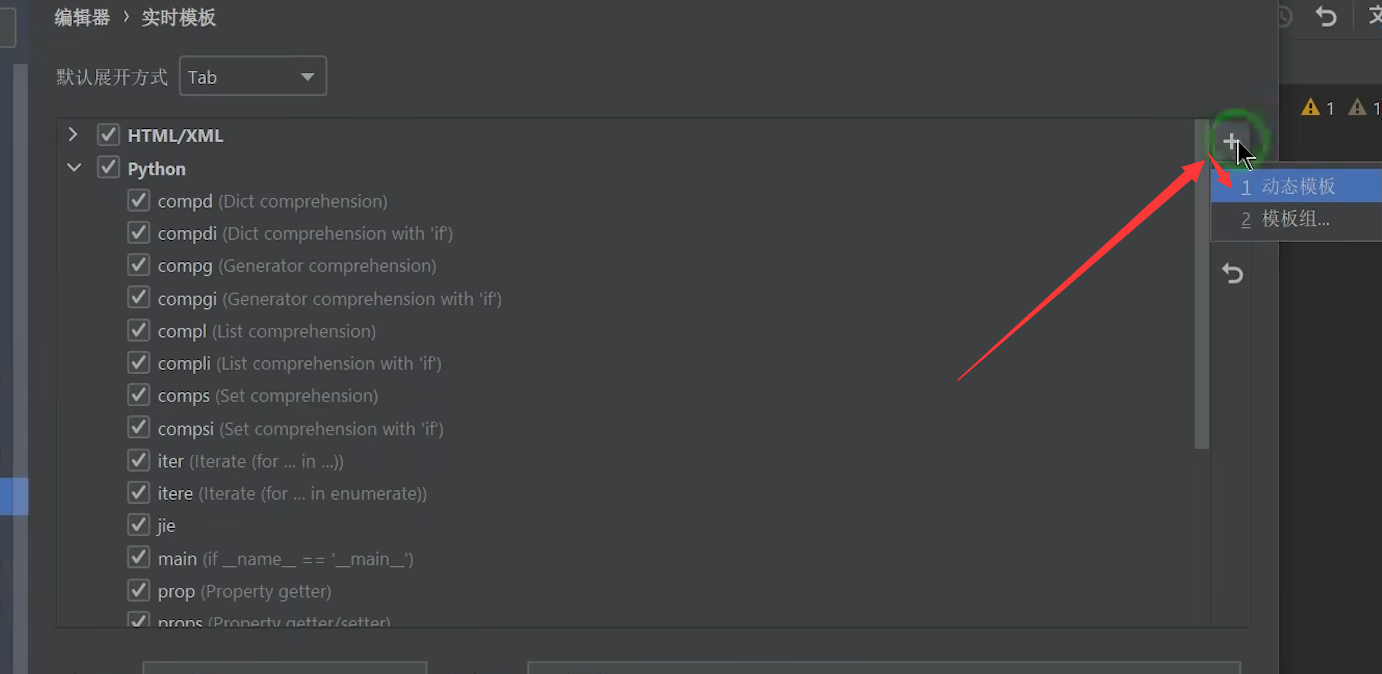 编辑器 › 实时模板
默认展开方式 Tab
HTML/XML
Python
compd (Dict comprehension)
compdi (Dict comprehension with 'if')
compg (Generator comprehension)
compgi (Generator comprehension with 'if')
compl (List comprehension)
compli (List comprehension with 'if')
comps (Set comprehension)
compsi (Set comprehension with 'if')
iter (Iterate (for ... in ...))
itere (Iterate (for ... in enumerate))
jie
main (if __name__ == '__main__')
prop (Property getter)
props (Property getter/setter)
1 1
1 动态模板
2 模板组...